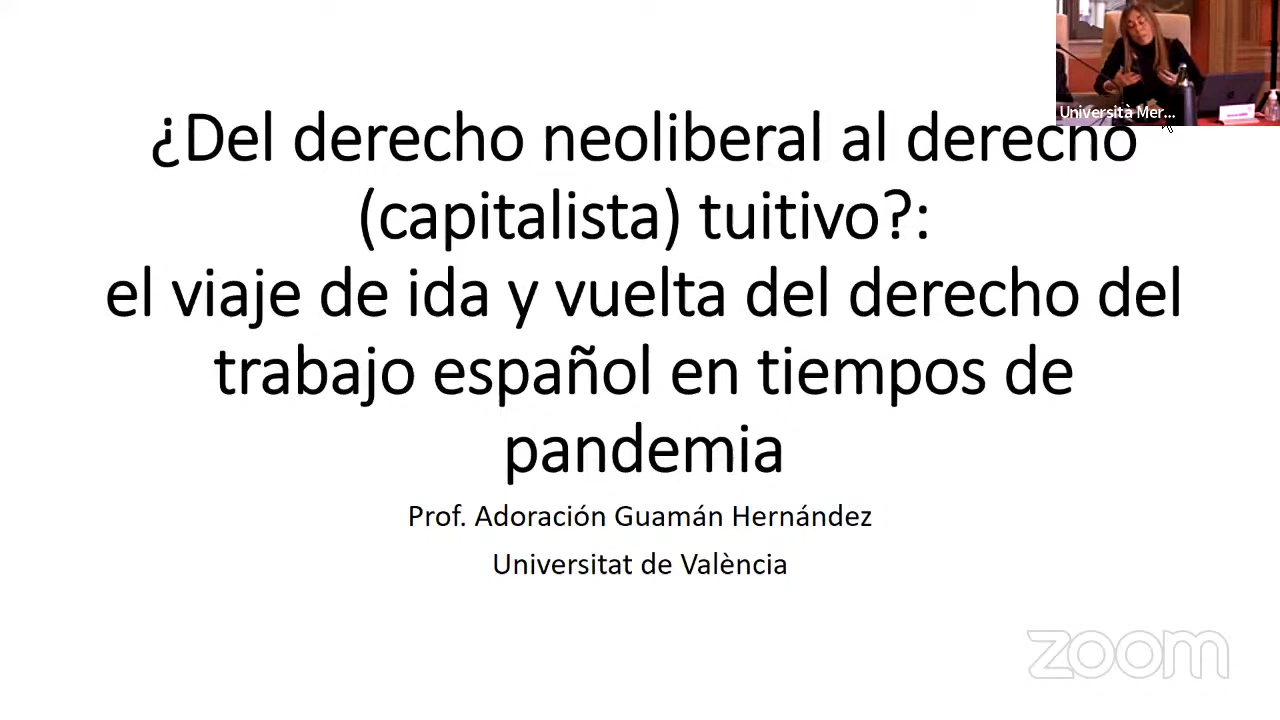 Università Mer...
¿Del derecho neoliberal al derecho
(capitalista) tuitivo?:
el viaje de ida y vuelta del derecho del
trabajo español en tiempos de
pandemia
Prof. Adoración Guamán Hernández
Universitat de València
zoom